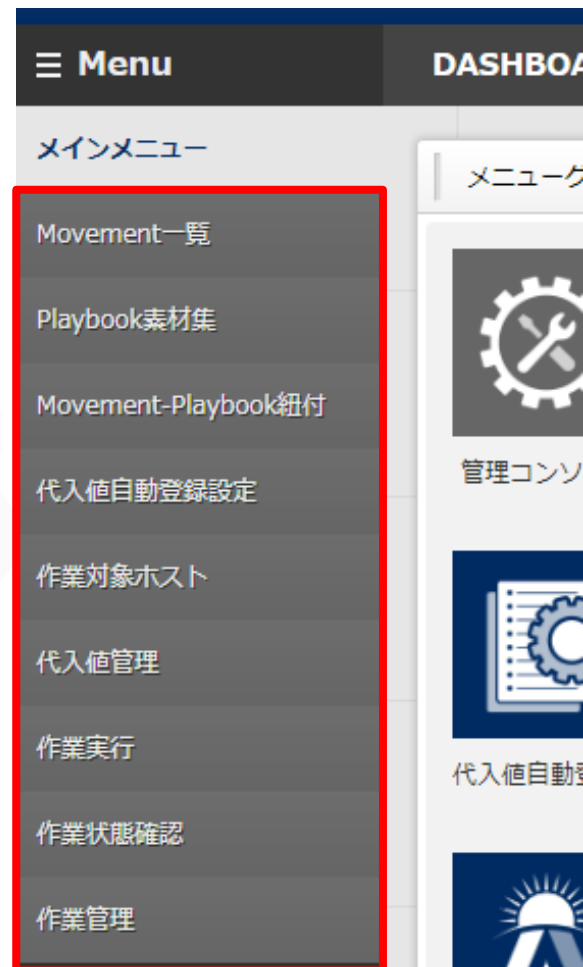 ☰ Menu
DASHBOA
メインメニュー
メニューグ
Movement一覧
Playbook素材集
Movement-Playbook紐付
管理コンソ
代入値自動登録設定
作業対象ホスト
代入値管理
作業実行
代入値自動登
作業状態確認
作業管理